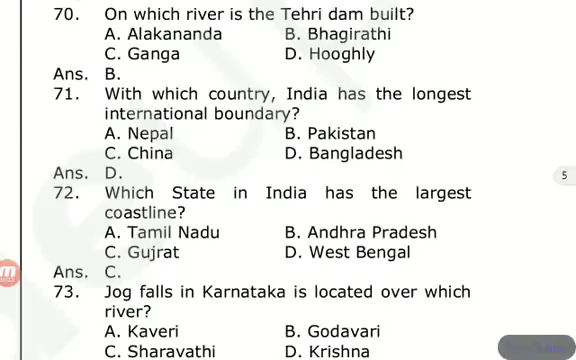 70. On which river is the Tehri dam built?
A. Alakananda B. Bhagirathi
C. Ganga D. Hooghly
Ans. B.
71. With which country, India has the longest
international boundary?
A. Nepal B. Pakistan
C. China D. Bangladesh
Ans. D.
5
72. Which State in India has the largest
coastline?
A. Tamil Nadu B. Andhra Pradesh
C. Gujrat D. West Bengal
Ans. C.
73. Jog falls in Karnataka is located over which
river?
A. Kaveri B. Godavari
C. Sharavathi D. Krishna